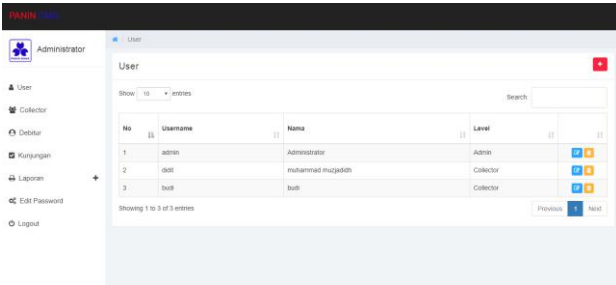 PANIN
Administrator
User
Collector
Debitur
Kunjungan
Laporan
Edit Password
Logout
User
User
Show 10 entries
Search
No Username Nama Level
1 admin Administrator Admin
2 didit muhammad muzjadidh Collector
3 budi budi Collector
Showing 1 to 3 of 3 entries
Previous 1 Next